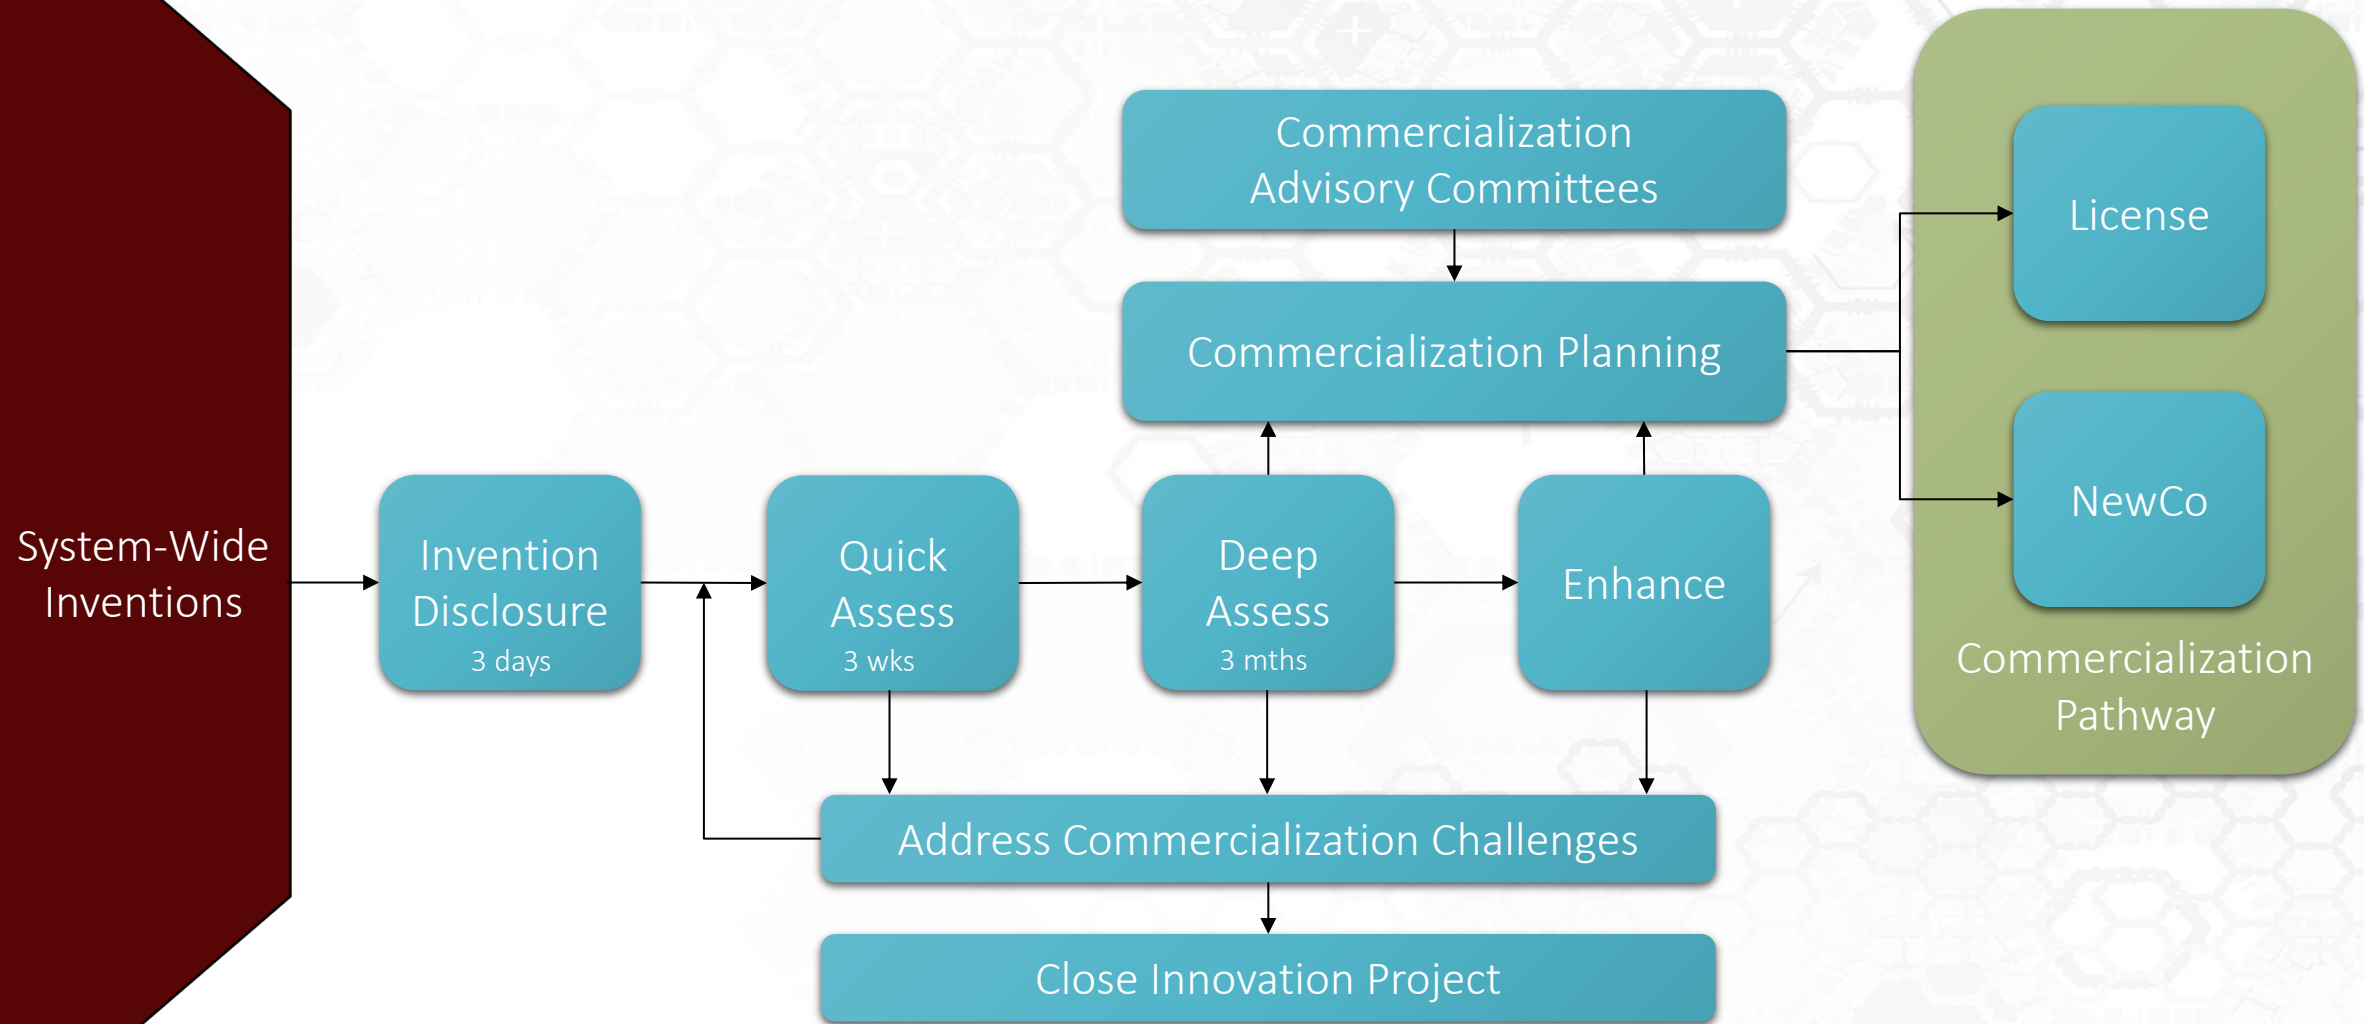 System-Wide
Inventions
Invention
Disclosure
3 days
Quick
Assess
3 wks
Deep
Assess
3 mths
Enhance
Commercialization
Advisory Committees
Commercialization Planning
Address Commercialization Challenges
Close Innovation Project
License
NewCo
Commercialization
Pathway